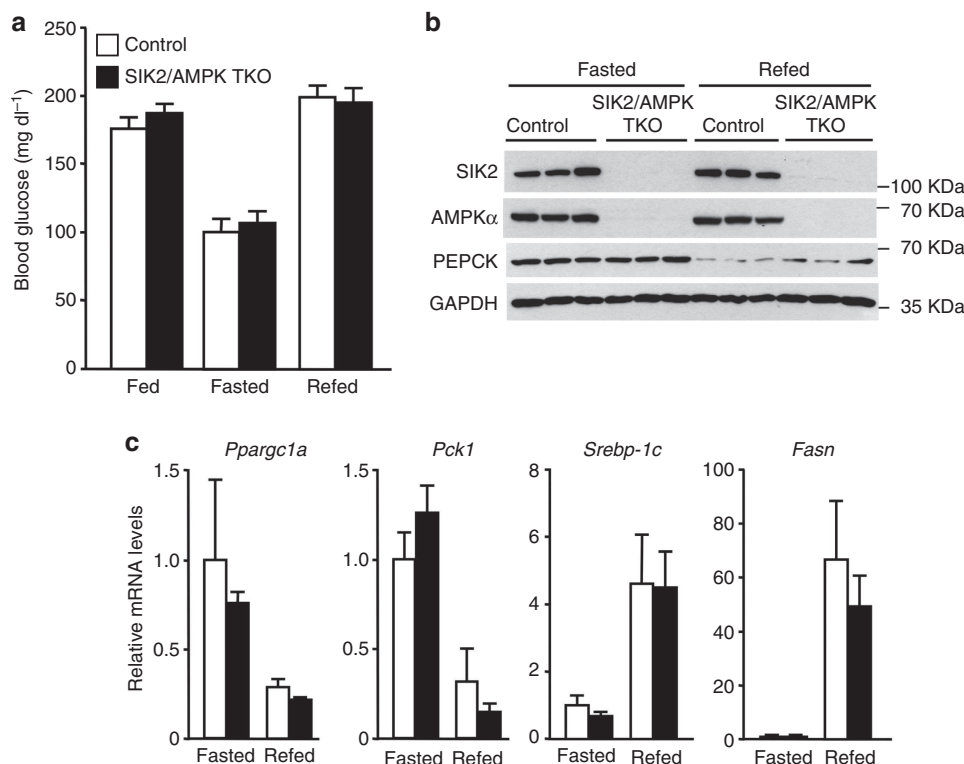 a
250
200
150
100
50
0
Blood glucose (mg dl–1)
Control
SIK2/AMPK TKO
Fed Fasted Refed
b
Fasted Refed
SIK2/AMPK SIK2/AMPK
Control TKO Control TKO
SIK2
100 KDa
AMPKα
70 KDa
PEPCK
70 KDa
GAPDH
35 KDa
c
Relative mRNA levels
Ppargc1a
1.5
1.0
0.5
0
Fasted Refed
Pck1
1.5
1.0
0.5
0
Fasted Refed
Srebp-1c
8
6
4
2
0
Fasted Refed
Fasn
100
80
60
40
20
0
Fasted Refed